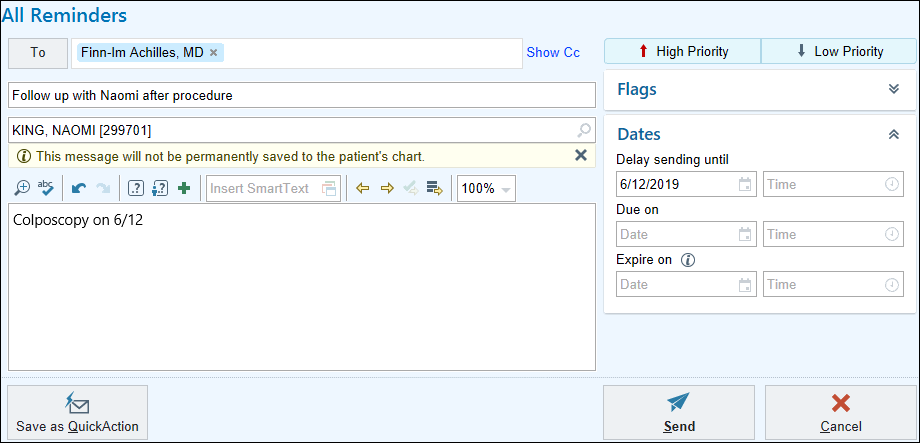 All Reminders
To
Finn-Im Achilles, MD ×
Show Cc
High Priority
Low Priority
Follow up with Naomi after procedure
KING, NAOMI [299701]
This message will not be permanently saved to the patient's chart.
abc
Insert SmartText
100%
Colposcopy on 6/12
Flags
Dates
Delay sending until
6/12/2019
Time
Due on
Date
Time
Expire on
Date
Time
Save as QuickAction
Send
Cancel